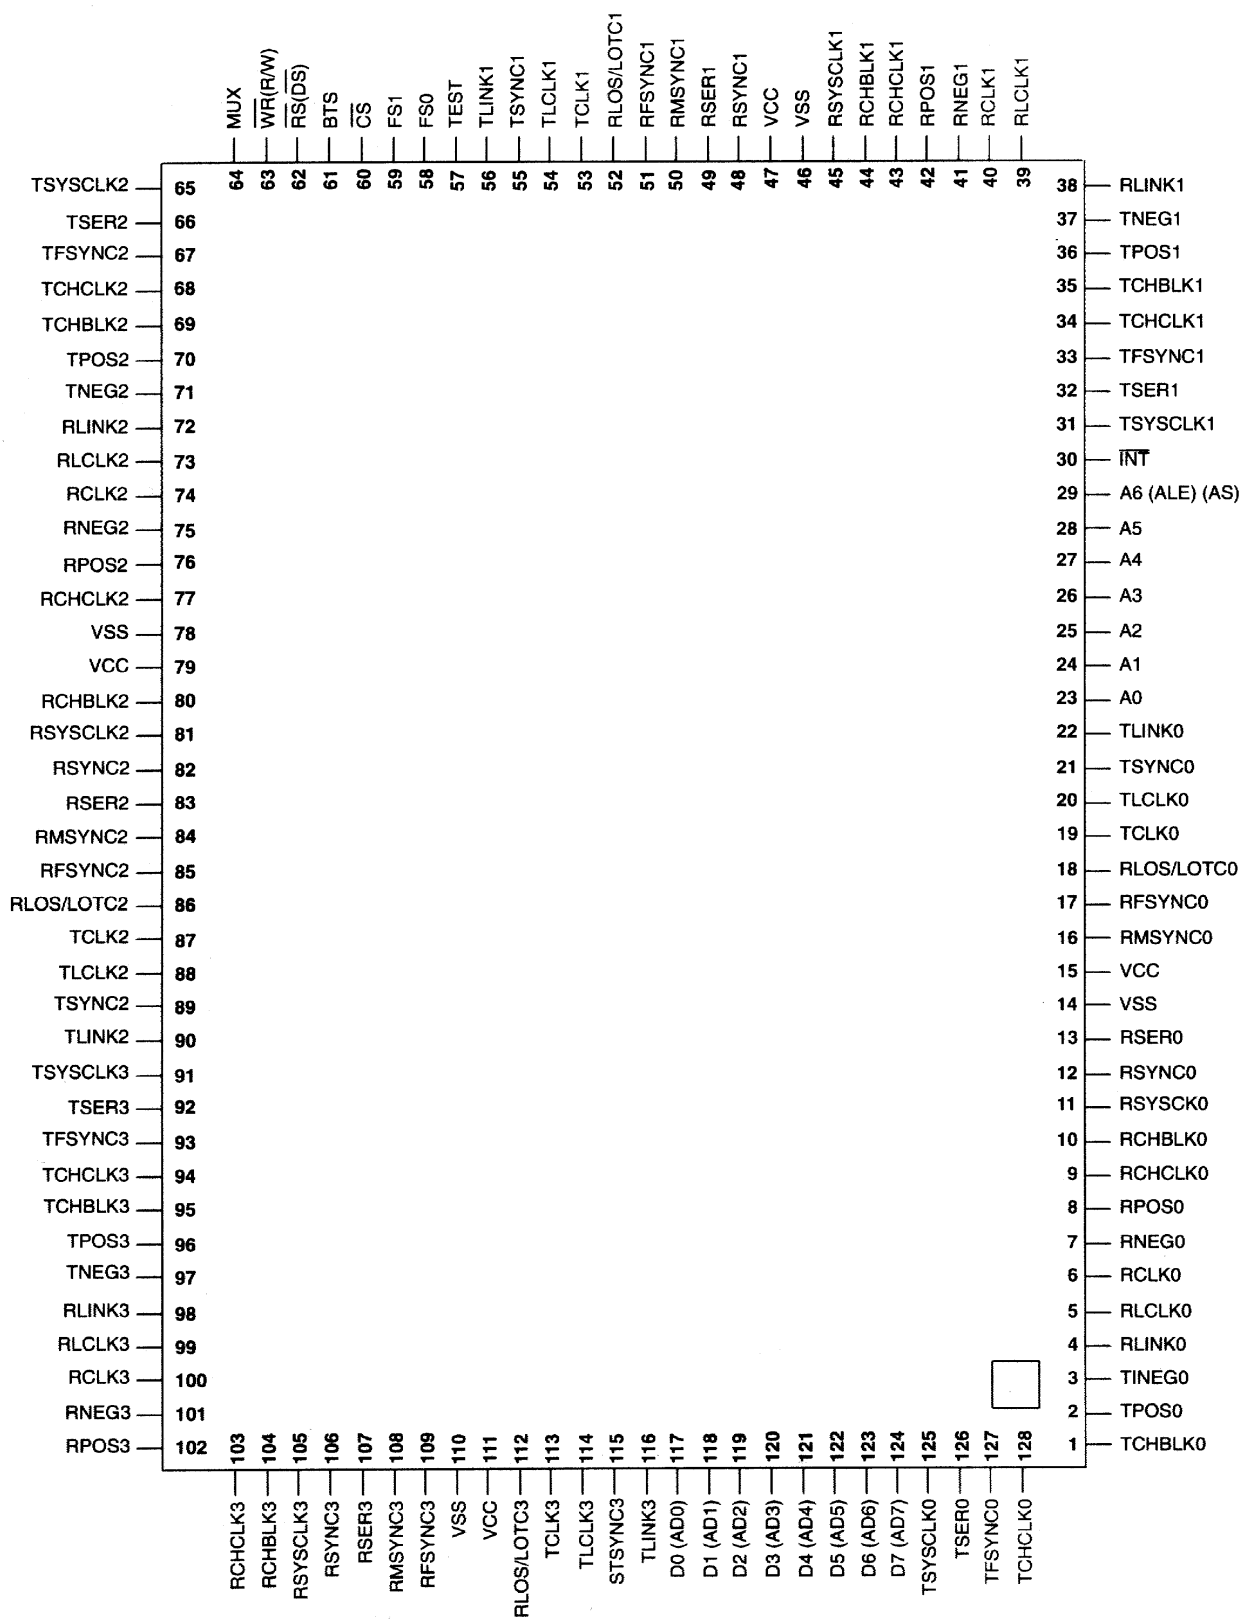 MUX
WR(R/W)
RS(DS)
BTS
CS
FS1
FS0
TEST
TLINK1
TSYNC1
TLCLK1
TCLK1
RLOS/LOTC1
RFSYNC1
RMSYNC1
RSER1
RSYNC1
VCC
VSS
RSYSCLK1
RCHBLK1
RCHCLK1
RPOS1
RNEG1
RCLK1
RLCLK1
64
63
62
61
60
59
58
57
56
55
54
53
52
51
50
49
48
47
46
45
44
43
42
41
40
39
TSYSCLK2 65
TSER2 66
TFSYNC2 67
TCHCLK2 68
TCHBLK2 69
TPOS2 70
TNEG2 71
RLINK2 72
RLCLK2 73
RCLK2 74
RNEG2 75
RPOS2 76
RCHCLK2 77
VSS 78
VCC 79
RCHBLK2 80
RSYSCLK2 81
RSYNC2 82
RSER2 83
RMSYNC2 84
RFSYNC2 85
RLOS/LOTC2 86
TCLK2 87
TLCLK2 88
TSYNC2 89
TLINK2 90
TSYSCLK3 91
TSER3 92
TFSYNC3 93
TCHCLK3 94
TCHBLK3 95
TPOS3 96
TNEG3 97
RLINK3 98
RLCLK3 99
RCLK3 100
RNEG3 101
RPOS3 102
38 RLINK1
37 TNEG1
36 TPOS1
35 TCHBLK1
34 TCHCLK1
33 TFSYNC1
32 TSER1
31 TSYSCLK1
30 INT
29 A6 (ALE) (AS)
28 A5
27 A4
26 A3
25 A2
24 A1
23 A0
22 TLINK0
21 TSYNC0
20 TLCLK0
19 TCLK0
18 RLOS/LOTC0
17 RFSYNC0
16 RMSYNC0
15 VCC
14 VSS
13 RSER0
12 RSYNC0
11 RSYSCK0
10 RCHBLK0
9 RCHCLK0
8 RPOS0
7 RNEG0
6 RCLK0
5 RLCLK0
4 RLINK0
3 TINEG0
2 TPOS0
1 TCHBLK0
103
104
105
106
107
108
109
110
111
112
113
114
115
116
117
118
119
120
121
122
123
124
125
126
127
128
RCHCLK3
RCHBLK3
RSYSCLK3
RSYNC3
RSER3
RMSYNC3
RFSYNC3
VSS
VCC
RLOS/LOTC3
TCLK3
TLCLK3
STSYNC3
TLINK3
D0 (AD0)
D1 (AD1)
D2 (AD2)
D3 (AD3)
D4 (AD4)
D5 (AD5)
D6 (AD6)
D7 (AD7)
TSYSCLK0
TSER0
TFSYNC0
TCHCLK0